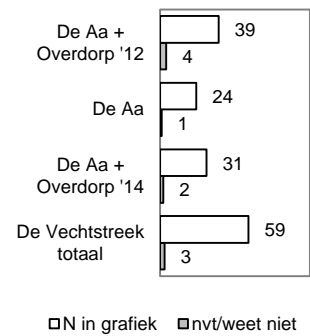 De Aa +
Overdorp '12
39
4
De Aa
24
1
De Aa +
Overdorp '14
31
2
De Vechtstreek
totaal
59
3
N in grafiek nvt/weet niet